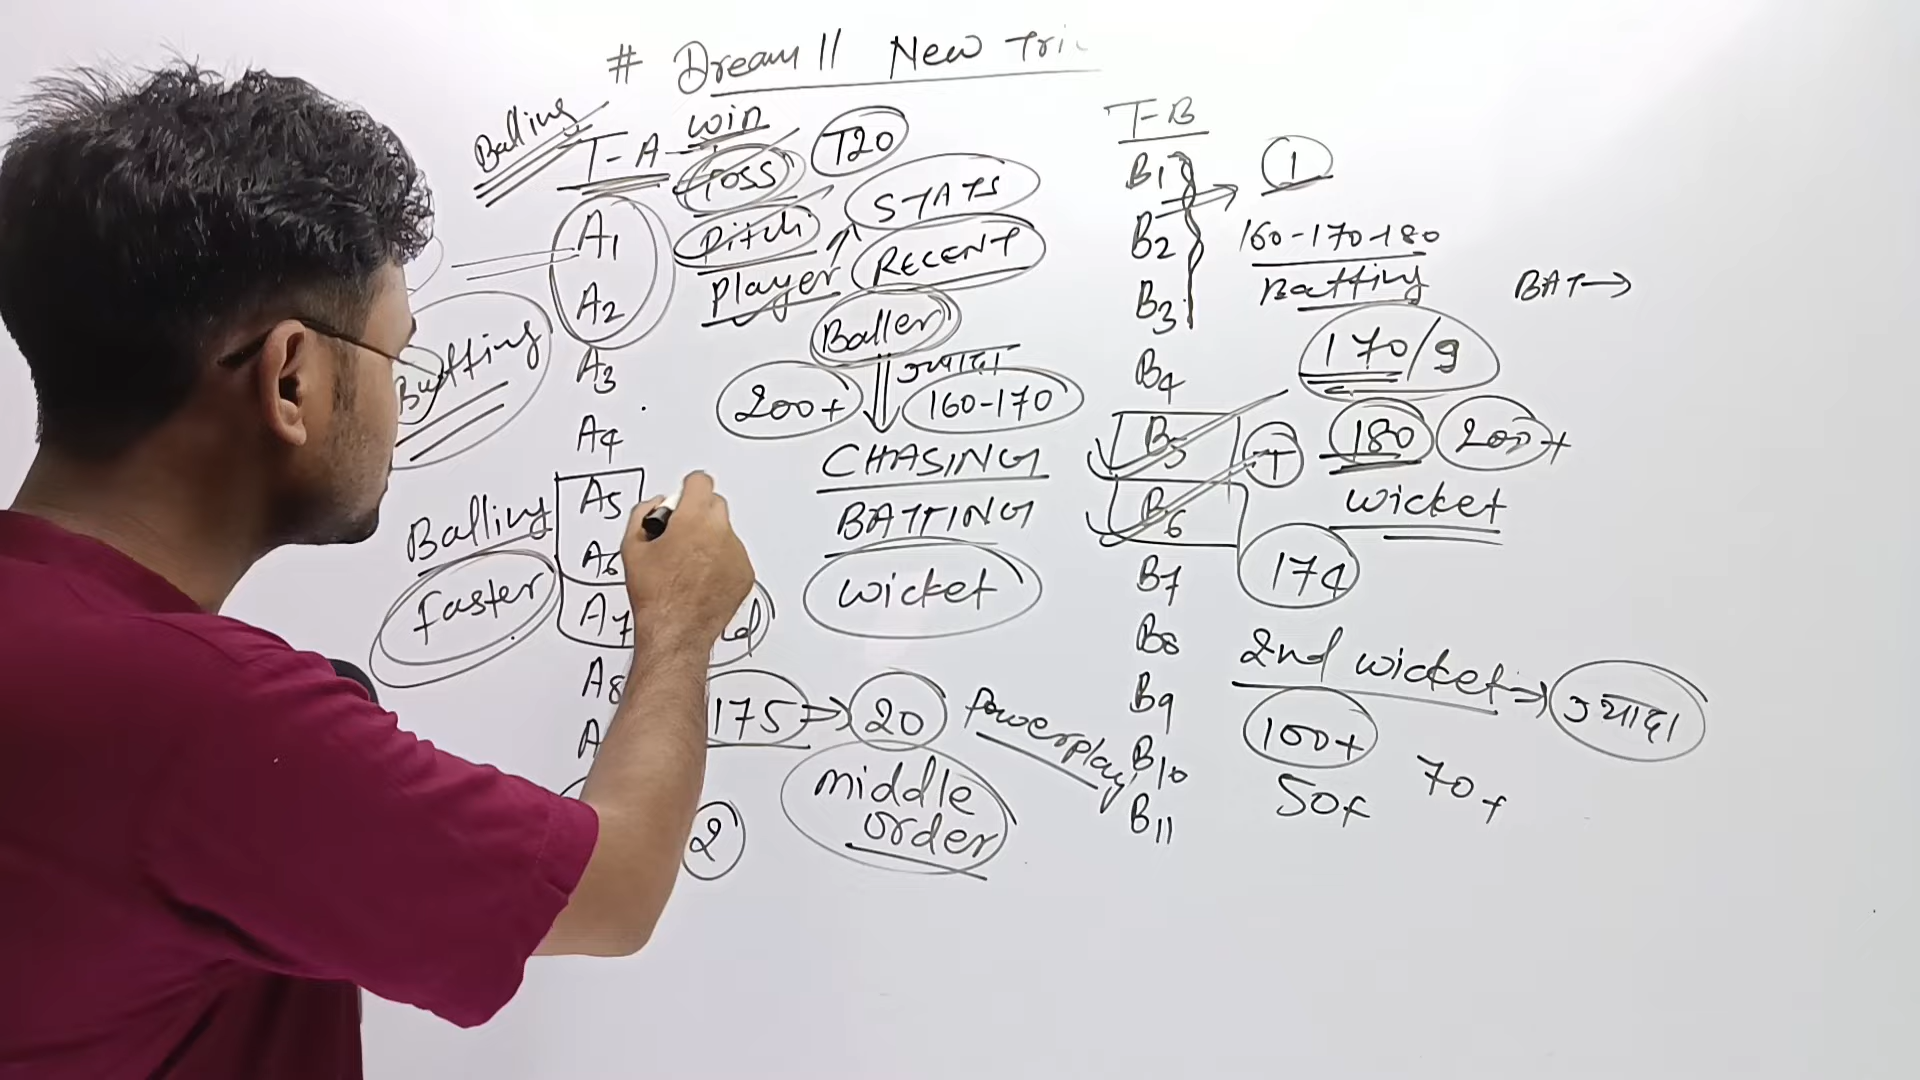 # Dream 11 New Tri
Balling
T-A win
TOSS
T20
Pitch
STATS
Player
RECENT
Baller
ज्यादा
200+
160-170
CHASING
BATTING
wicket
A1
A2
A3
A4
A5
A6
A7
A8
A
Batting
Balling
faster
175 → 20
Powerplay
middle
order
2
T-B
B1
B2
B3
B4
B5
B6
B7
B8
B9
B10
B11
1
160-170-180
Batting
BAT→
170/9
180
200+
wicket
174
2nd wicket → ज्यादा
100+
50+
70+